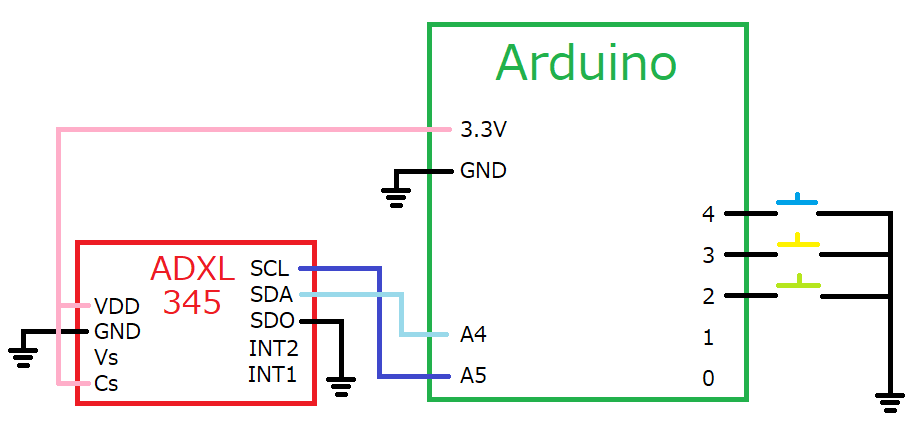 Arduino
3.3V
GND
4
3
2
1
0
A4
A5
ADXL
345
SCL
SDA
SDO
INT2
INT1
VDD
GND
Vs
Cs